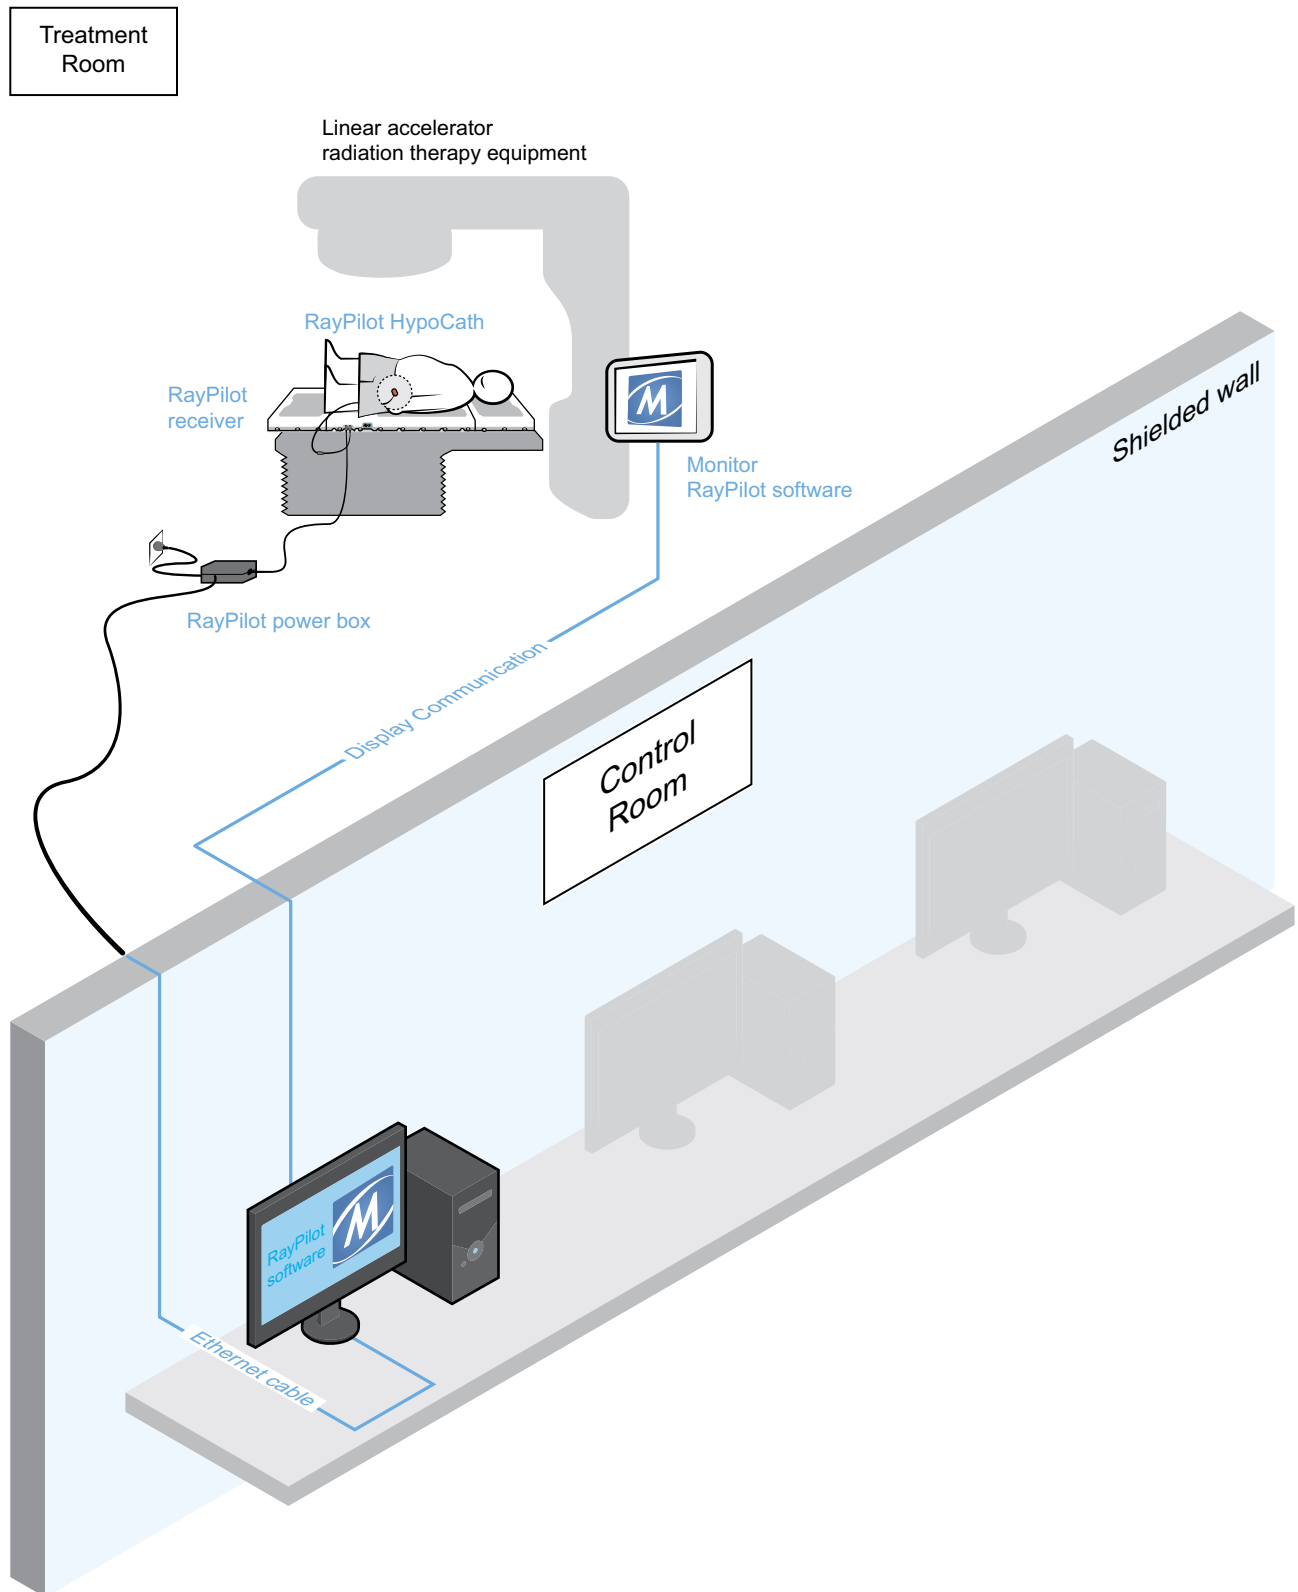 Treatment
Room
Linear accelerator
radiation therapy equipment
RayPilot HypoCath
RayPilot
receiver
M
Monitor
RayPilot software
Shielded wall
RayPilot power box
Display Communication
Control
Room
RayPilot
software
M
Ethernet cable